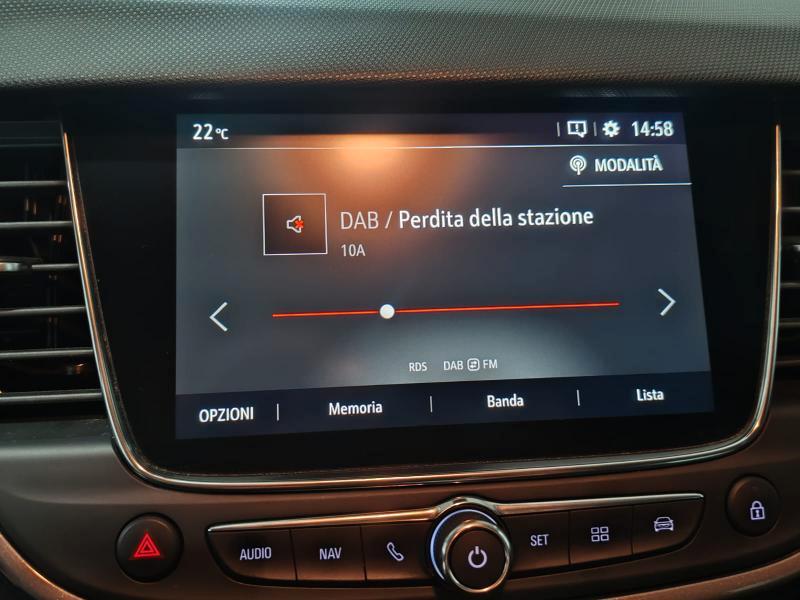 22°C 14:58
MODALITÀ
DAB / Perdita della stazione
10A
RDS DAB FM
OPZIONI | Memoria | Banda | Lista
AUDIO NAV SET